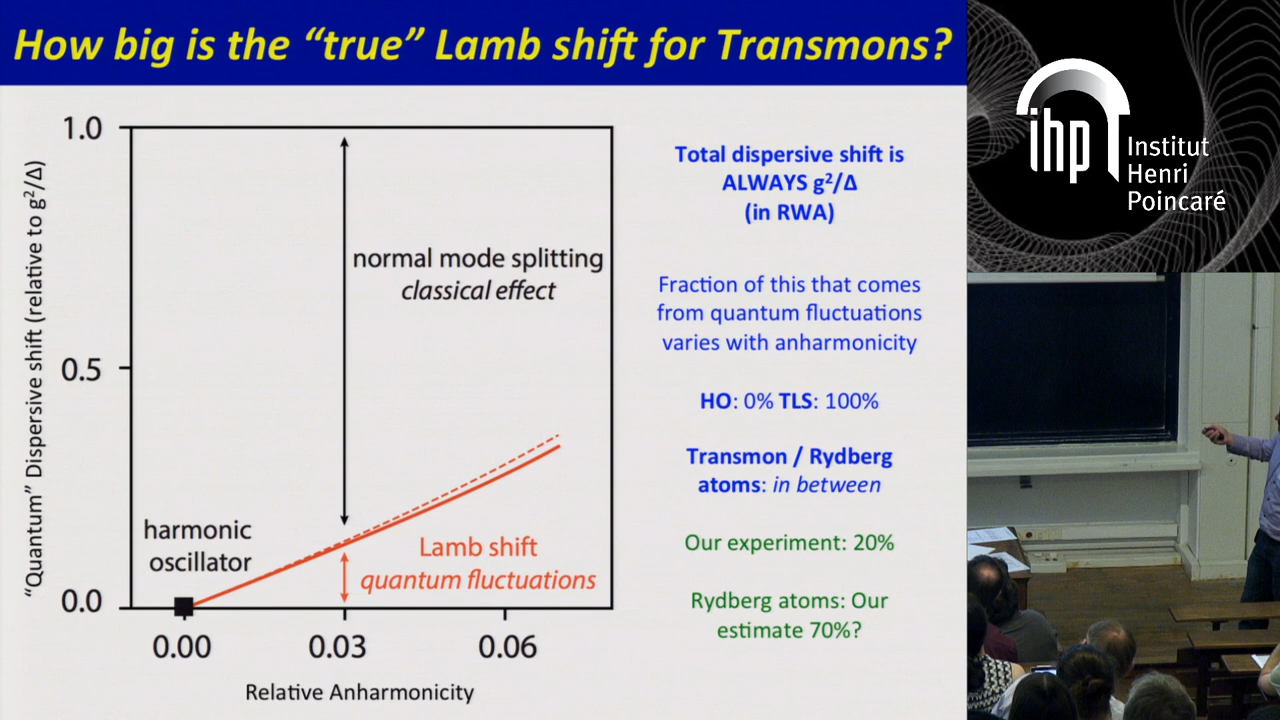 How big is the “true” Lamb shift for Transmons?
“Quantum” Dispersive shift (relative to g²/Δ)
1.0
0.5
0.0
normal mode splitting
classical effect
harmonic
oscillator
Lamb shift
quantum fluctuations
0.00
0.03
0.06
Relative Anharmonicity
Total dispersive shift is
ALWAYS g²/Δ
(in RWA)
Fraction of this that comes
from quantum fluctuations
varies with anharmonicity
HO: 0% TLS: 100%
Transmon / Rydberg
atoms: in between
Our experiment: 20%
Rydberg atoms: Our
estimate 70%?
ihp
Institut
Henri
Poincaré